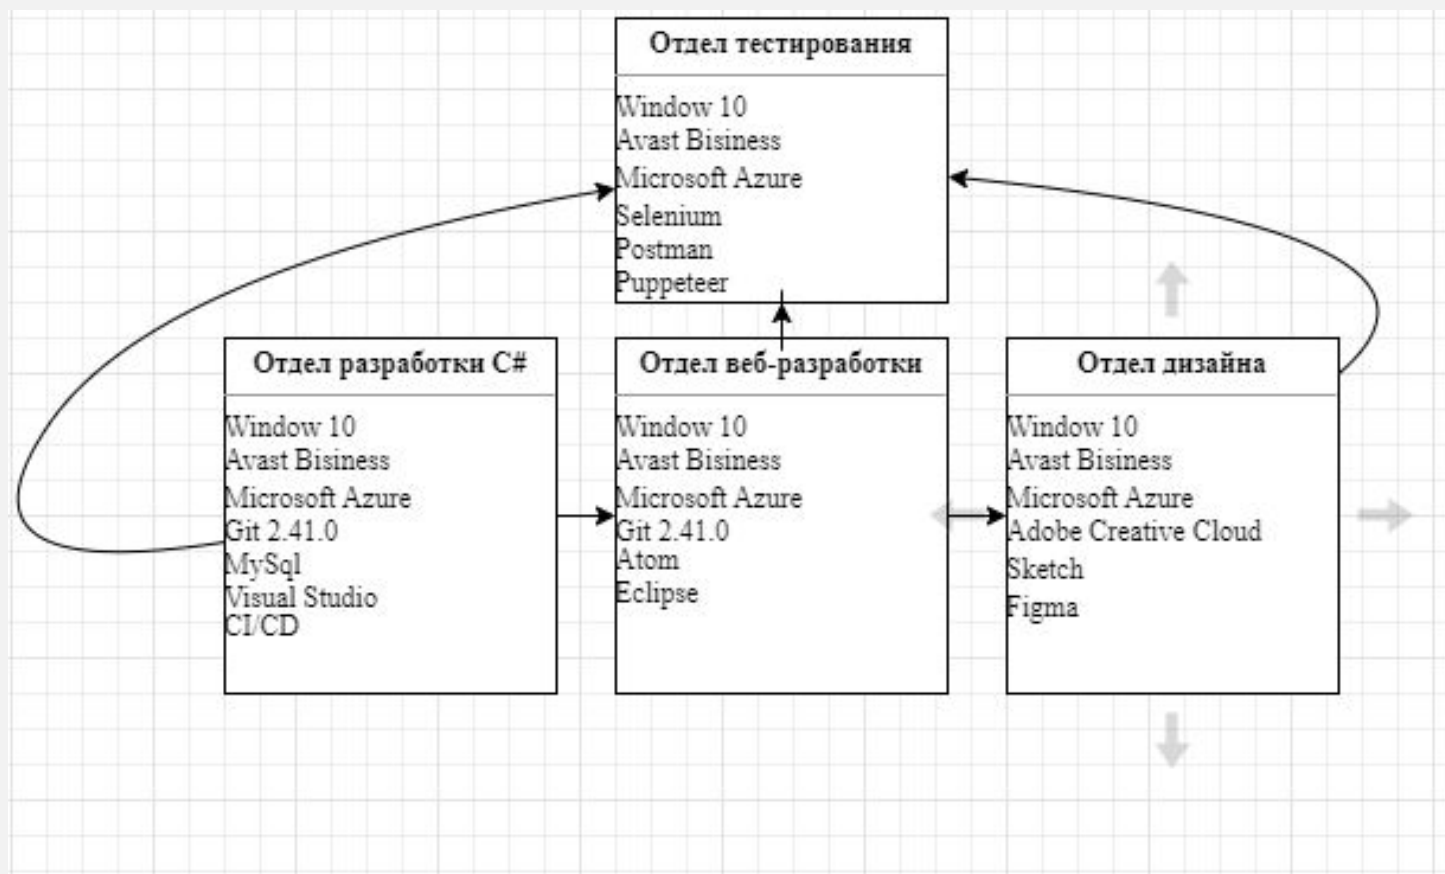 Отдел тестирования
Window 10
Avast Bisiness
Microsoft Azure
Selenium
Postman
Puppeteer
Отдел разработки C#
Window 10
Avast Bisiness
Microsoft Azure
Git 2.41.0
MySql
Visual Studio
CI/CD
Отдел веб-разработки
Window 10
Avast Bisiness
Microsoft Azure
Git 2.41.0
Atom
Eclipse
Отдел дизайна
Window 10
Avast Bisiness
Microsoft Azure
Adobe Creative Cloud
Sketch
Figma